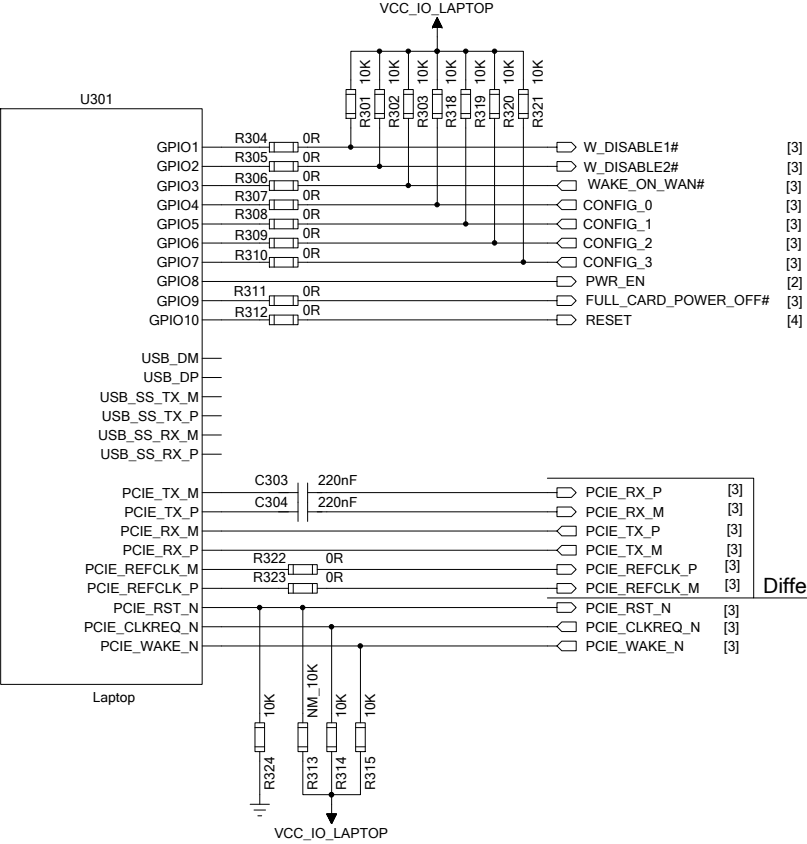 VCC_IO_LAPTOP
R301 10K
R302 10K
R303 10K
R318 10K
R319 10K
R320 10K
R321 10K
U301
GPIO1 R304 0R W_DISABLE1# [3]
GPIO2 R305 0R W_DISABLE2# [3]
GPIO3 R306 0R WAKE_ON_WAN# [3]
GPIO4 R307 0R CONFIG_0 [3]
GPIO5 R308 0R CONFIG_1 [3]
GPIO6 R309 0R CONFIG_2 [3]
GPIO7 R310 0R CONFIG_3 [3]
GPIO8 PWR_EN [2]
GPIO9 R311 0R FULL_CARD_POWER_OFF# [3]
GPIO10 R312 0R RESET [4]
USB_DM
USB_DP
USB_SS_TX_M
USB_SS_TX_P
USB_SS_RX_M
USB_SS_RX_P
PCIE_TX_M C303 220nF PCIE_RX_P [3]
PCIE_TX_P C304 220nF PCIE_RX_M [3]
PCIE_RX_M PCIE_TX_P [3]
PCIE_RX_P PCIE_TX_M [3]
PCIE_REFCLK_M R322 0R PCIE_REFCLK_P [3]
PCIE_REFCLK_P R323 0R PCIE_REFCLK_M [3] Diffe
PCIE_RST_N PCIE_RST_N [3]
PCIE_CLKREQ_N PCIE_CLKREQ_N [3]
PCIE_WAKE_N PCIE_WAKE_N [3]
Laptop
R324 10K
R313 NM_10K
R314 10K
R315 10K
VCC_IO_LAPTOP